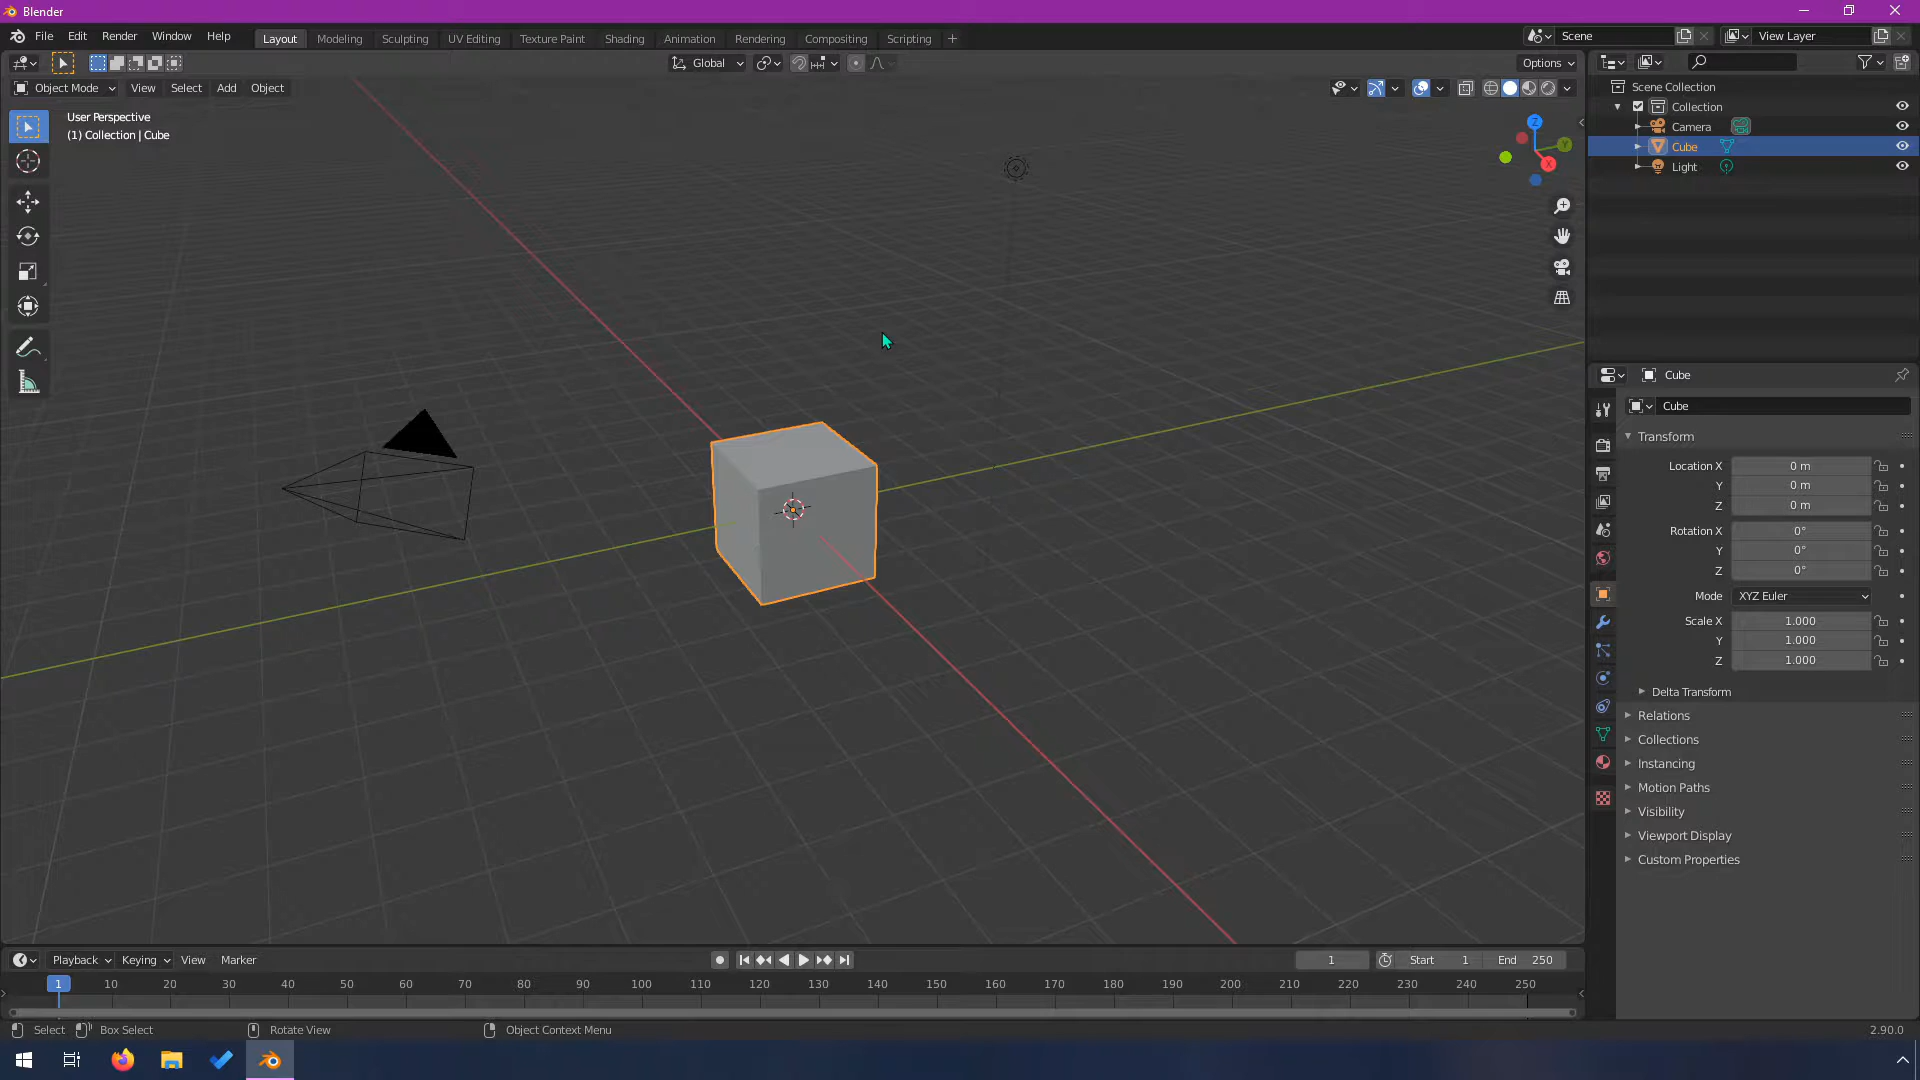 Blender
File Edit Render Window Help
Layout Modeling Sculpting UV Editing Texture Paint Shading Animation Rendering Compositing Scripting +
Scene
View Layer
Global
Options
Object Mode View Select Add Object
User Perspective
(1) Collection | Cube
Z
Y
X
Scene Collection
Collection
Camera
Cube
Light
Cube
Cube
Transform
Location X 0 m
Y 0 m
Z 0 m
Rotation X 0°
Y 0°
Z 0°
Mode XYZ Euler
Scale X 1.000
Y 1.000
Z 1.000
Delta Transform
Relations
Collections
Instancing
Motion Paths
Visibility
Viewport Display
Custom Properties
Playback Keying View Marker
1
Start 1
End 250
1 10 20 30 40 50 60 70 80 90 100 110 120 130 140 150 160 170 180 190 200 210 220 230 240 250
Select Box Select Rotate View Object Context Menu
2.90.0